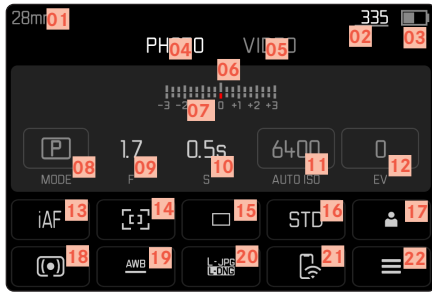 28mm 01 335 02 03
PHOTO 04 VIDEO 05
06
-3 -2 07 0 +1 +2 +3
P 08 1.7 09 0.5s 10 6400 11 0 12
MODE F S AUTO ISO EV
iAF 13 14 15 STD 16 17
18 AWB 19 L-JPG 20 21 22
L-DNG